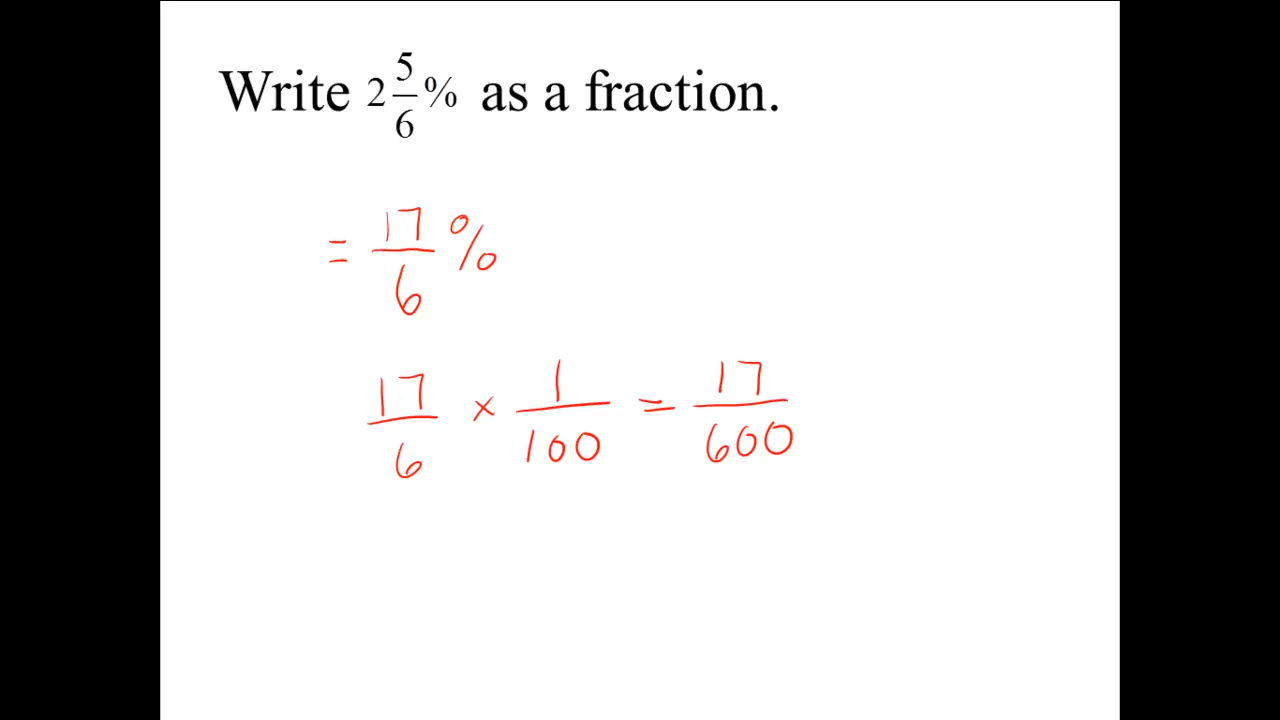 Write 2 5/6 % as a fraction.
= 17/6 %
17/6 × 1/100 = 17/600